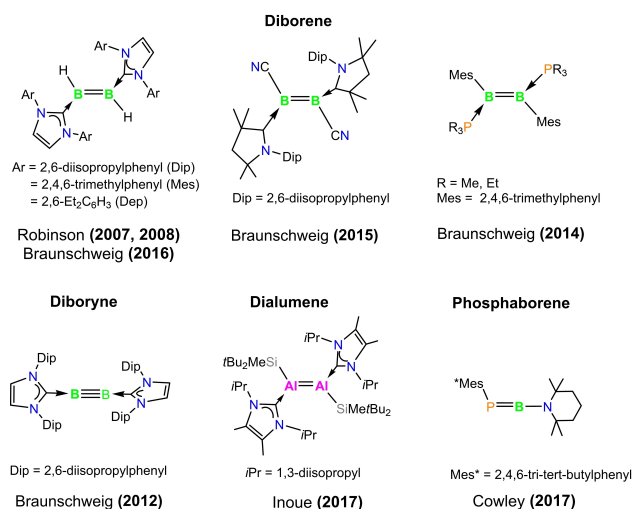 Diborene
Ar
N
N
H
B=B
Ar
Ar
N
H
N
Ar
Ar = 2,6-diisopropylphenyl (Dip)
= 2,4,6-trimethylphenyl (Mes)
= 2,6-Et2C6H3 (Dep)
Robinson (2007, 2008)
Braunschweig (2016)
Dip
N
NC
B=B
CN
N
Dip
Dip = 2,6-diisopropylphenyl
Braunschweig (2015)
PR3
Mes
B=B
R3P
Mes
R = Me, Et
Mes = 2,4,6-trimethylphenyl
Braunschweig (2014)
Diboryne
Dip
N
N
Dip
B≡B
Dip
N
N
Dip
Dip = 2,6-diisopropylphenyl
Braunschweig (2012)
Dialumene
iPr
N
N
iPr
tBu2MeSi
Al=Al
SiMetBu2
iPr
N
N
iPr
iPr = 1,3-diisopropyl
Inoue (2017)
Phosphaborene
*Mes
P=B–N
Mes* = 2,4,6-tri-tert-butylphenyl
Cowley (2017)